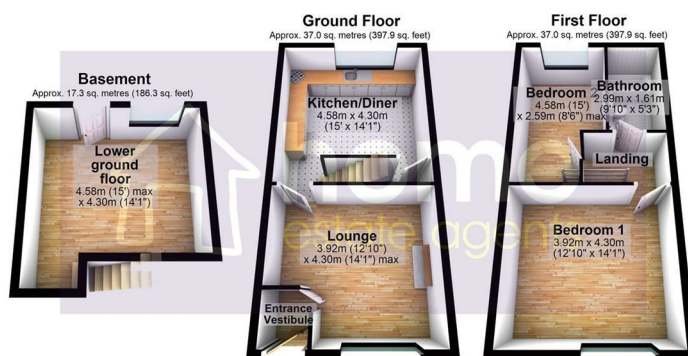 Basement
Approx. 17.3 sq. metres (186.3 sq. feet)
Lower
ground
floor
4.58m (15') max
x 4.30m (14'1")
Ground Floor
Approx. 37.0 sq. metres (397.9 sq. feet)
Kitchen/Diner
4.58m x 4.30m
(15' x 14'1")
Lounge
3.92m (12'10")
x 4.30m (14'1") max
Entrance
Vestibule
First Floor
Approx. 37.0 sq. metres (397.9 sq. feet)
Bedroom 2
4.58m (15')
x 2.59m (8'6") max
Bathroom
2.99m x 1.61m
(9'10" x 5'3")
Landing
Bedroom 1
3.92m x 4.30m
(12'10" x 14'1")
home
estate agents